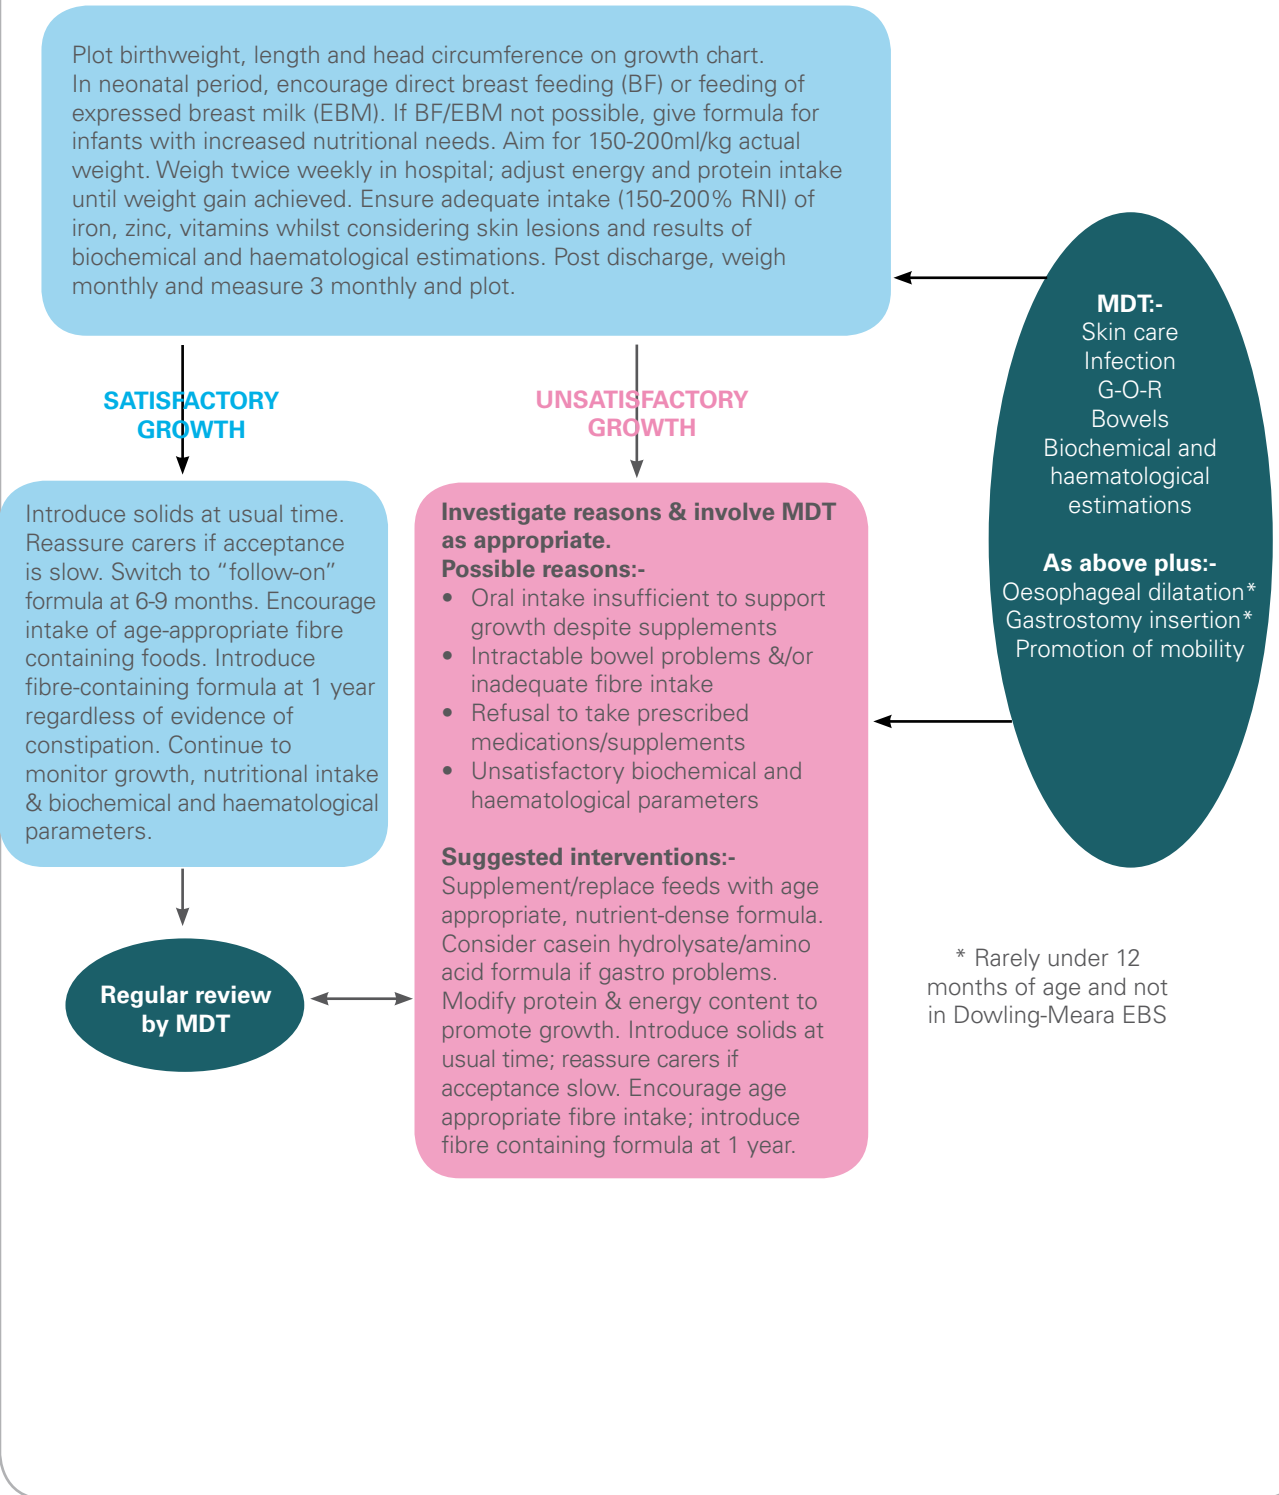 Plot birthweight, length and head circumference on growth chart.
In neonatal period, encourage direct breast feeding (BF) or feeding of
expressed breast milk (EBM). If BF/EBM not possible, give formula for
infants with increased nutritional needs. Aim for 150-200ml/kg actual
weight. Weigh twice weekly in hospital; adjust energy and protein intake
until weight gain achieved. Ensure adequate intake (150-200% RNI) of
iron, zinc, vitamins whilst considering skin lesions and results of
biochemical and haematological estimations. Post discharge, weigh
monthly and measure 3 monthly and plot.
MDT:-
Skin care
Infection
G-O-R
Bowels
Biochemical and
haematological
estimations
As above plus:-
Oesophageal dilatation*
Gastrostomy insertion*
Promotion of mobility
SATISFACTORY
GROWTH
UNSATISFACTORY
GROWTH
Introduce solids at usual time.
Reassure carers if acceptance
is slow. Switch to “follow-on”
formula at 6-9 months. Encourage
intake of age-appropriate fibre
containing foods. Introduce
fibre-containing formula at 1 year
regardless of evidence of
constipation. Continue to
monitor growth, nutritional intake
& biochemical and haematological
parameters.
Investigate reasons & involve MDT
as appropriate.
Possible reasons:-
• Oral intake insufficient to support
growth despite supplements
• Intractable bowel problems &/or
inadequate fibre intake
• Refusal to take prescribed
medications/supplements
• Unsatisfactory biochemical and
haematological parameters
Suggested interventions:-
Supplement/replace feeds with age
appropriate, nutrient-dense formula.
Consider casein hydrolysate/amino
acid formula if gastro problems.
Modify protein & energy content to
promote growth. Introduce solids at
usual time; reassure carers if
acceptance slow. Encourage age
appropriate fibre intake; introduce
fibre containing formula at 1 year.
Regular review
by MDT
* Rarely under 12
months of age and not
in Dowling-Meara EBS